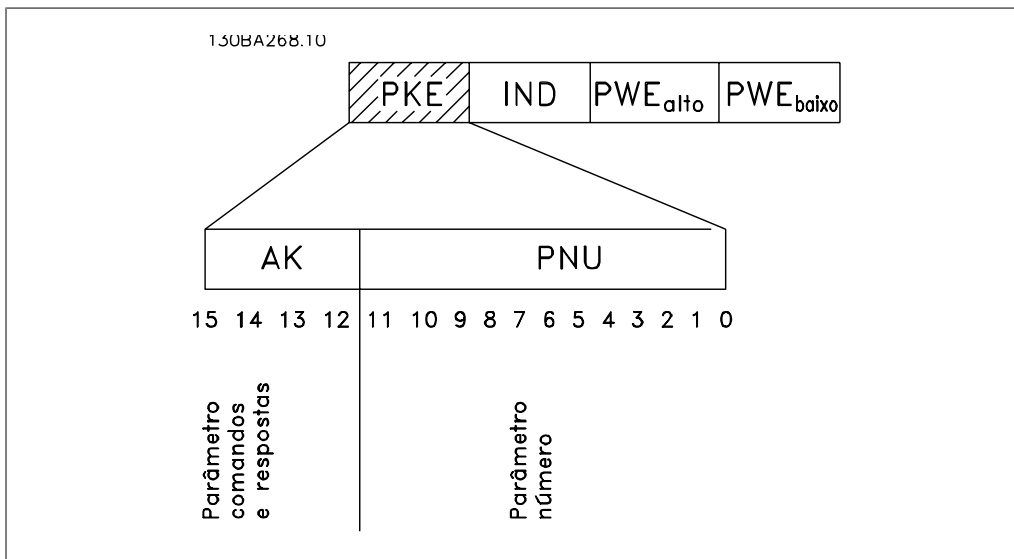 130BA268.10
PKE IND PWEalto PWEbaixo
AK PNU
15 14 13 12 11 10 9 8 7 6 5 4 3 2 1 0
Parâmetro
comandos
e respostas
Parâmetro
número